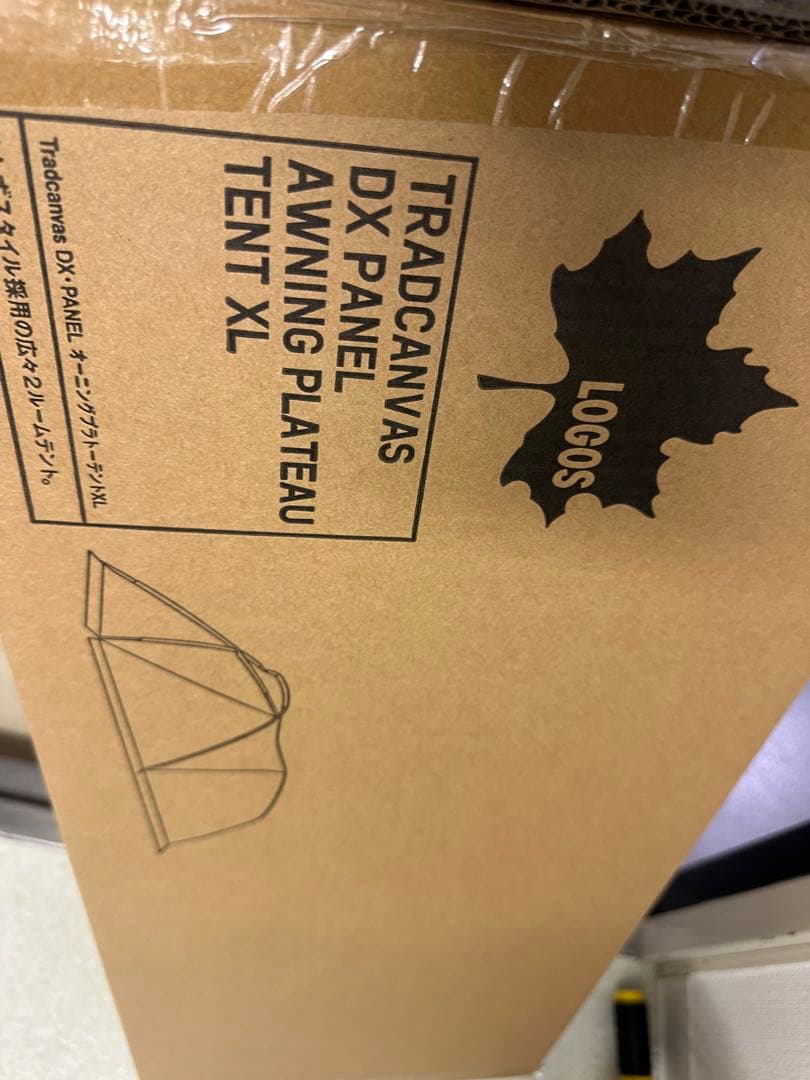 LOGOS
TRADCANVAS
DX PANEL
AWNING PLATEAU
TENT XL
Tradcanvas DX・PANEL オーニングプラトーテントXL
スタイル採用の広々2ルームテント。